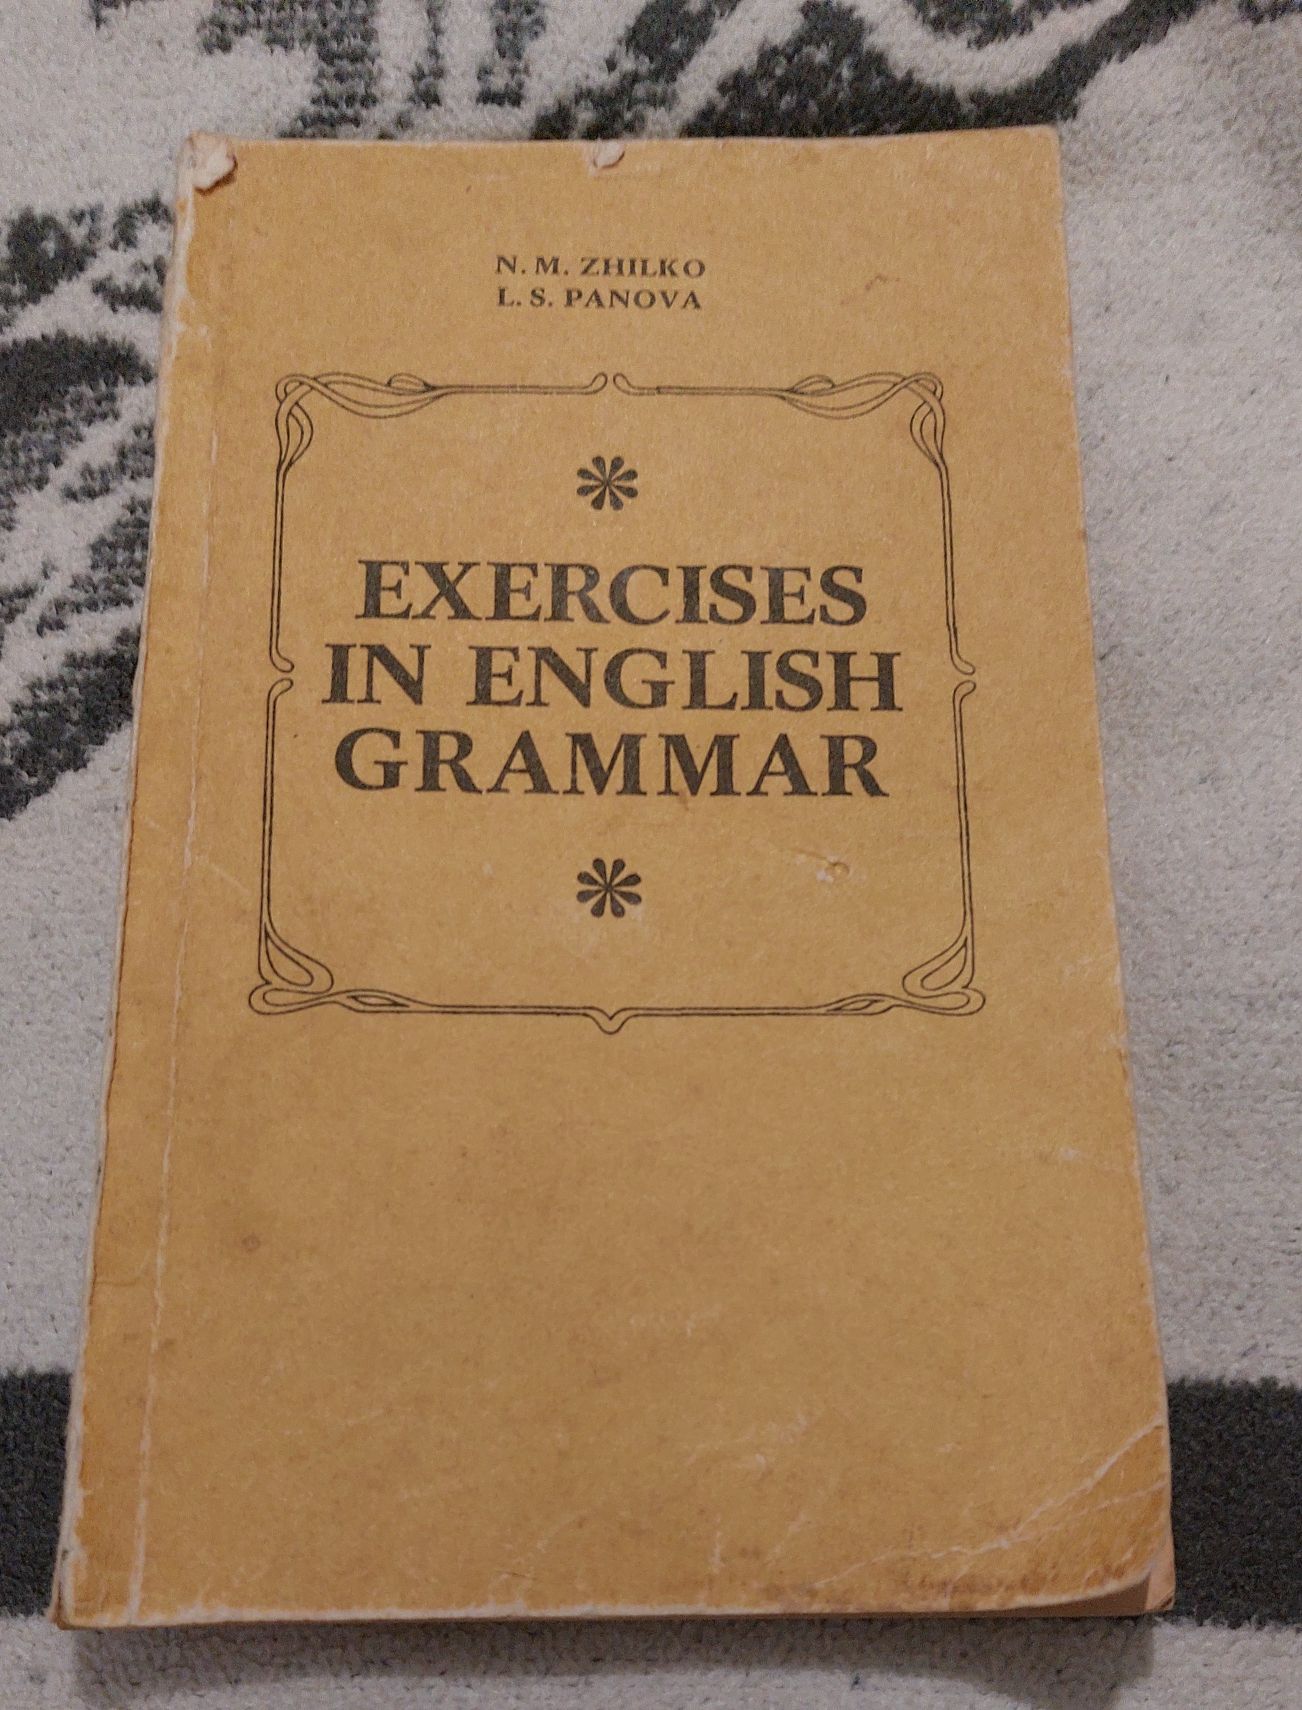 N. M. ZHILKO
L. S. PANOVA
EXERCISES
IN ENGLISH
GRAMMAR